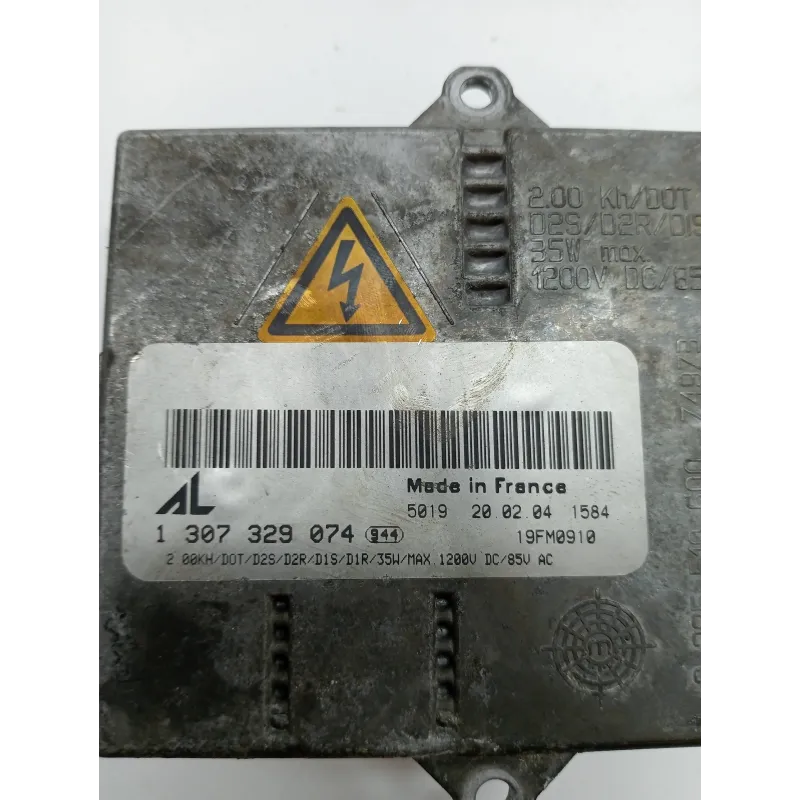 2.00 Kh/DOT
D2S/D2R/D1S
35W max.
1200V DC/85
AL
Made in France
5019 20.02.04 1584
1 307 329 074 944
19FM0910
2.00KH/DOT/D2S/D2R/D1S/D1R/35W/MAX.1200V DC/85V AC